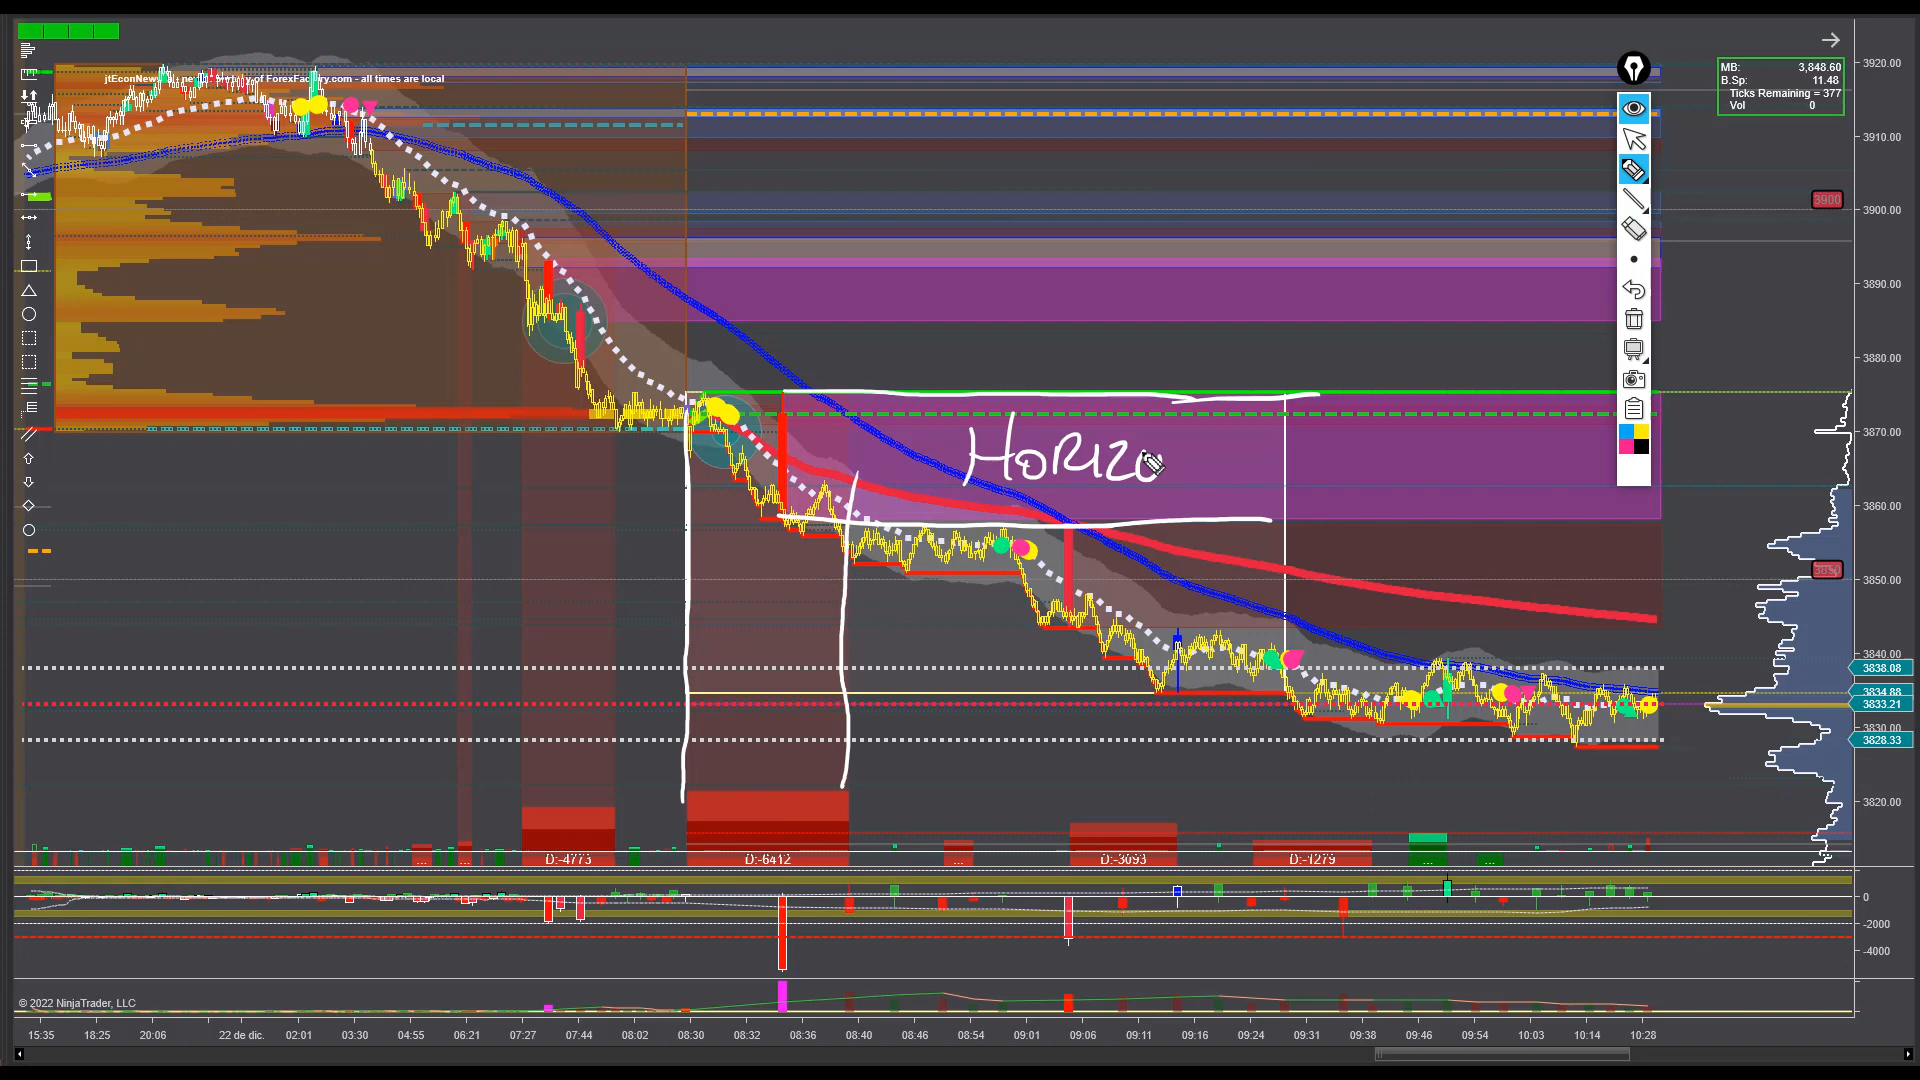 jtEconNew
of ForexFactory.com - all times are local
MB: 3,848.60
B.Sp: 11.48
Ticks Remaining = 377
Vol 0
3920.00
3910.00
3900
3900.00
3890.00
3880.00
3870.00
HORIZO
3860.00
3850
3850.00
3840.00
3838.08
3834.88
3833.21
3830.00
3828.33
3820.00
... ... D:-4773 D:-6412 ... D:-3093 D:-1279 ... ...
0
-2000
-4000
© 2022 NinjaTrader, LLC
15:35 18:25 20:06 22 de dic. 02:01 03:30 04:55 06:21 07:27 07:44 08:02 08:30 08:32 08:36 08:40 08:46 08:54 09:01 09:06 09:11 09:16 09:24 09:31 09:38 09:46 09:54 10:03 10:14 10:28